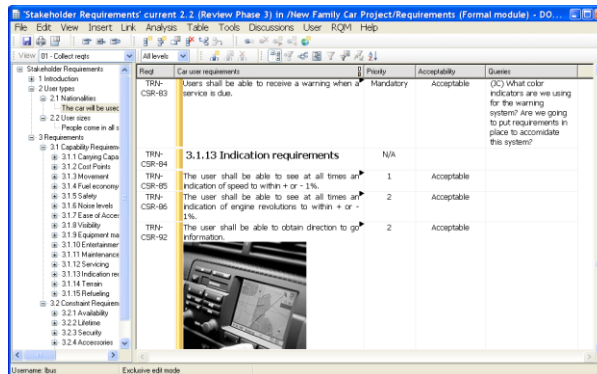 'Stakeholder Requirements' current 2.2 (Review Phase 3) in /New Family Car Project/Requirements (Formal module) - DO...
File Edit View Insert Link Analysis Table Tools Discussions User RQM Help
View 01 - Collect reqts All levels
Stakeholder Requirements
1 Introduction
2 User types
2.1 Nationalities
The car will be used
2.2 User sizes
People come in all s
3 Requirements
3.1 Capability Requirem
3.1.1 Carrying Capa
3.1.2 Cost Points
3.1.3 Movement
3.1.4 Fuel economy
3.1.5 Safety
3.1.6 Noise levels
3.1.7 Ease of Acces
3.1.8 Visibility
3.1.9 Equipment ma
3.1.10 Entertainmer
3.1.11 Maintenance
3.1.12 Servicing
3.1.13 Indication rec
3.1.14 Terrain
3.1.15 Refueling
3.2 Constraint Requirem
3.2.1 Availability
3.2.2 Lifetime
3.2.3 Security
3.2.4 Accessories
Reqt Car user requirements Priority Acceptability Queries
TRN-CSR-83 Users shall be able to receive a warning when a Mandatory Acceptable (JC) What color
service is due. indicators are we using
for the warning
system? Are we going
to put requirements in
place to accomidate
this system?
TRN-CSR-84 3.1.13 Indication requirements N/A
TRN-CSR-85 The user shall be able to see at all times an 1 Acceptable
indication of speed to within + or - 1%.
TRN-CSR-86 The user shall be able to see at all times an 2 Acceptable
indication of engine revolutions to within + or -
1%.
TRN-CSR-92 The user shall be able to obtain direction to go 2 Acceptable
information.
Username: lbus Exclusive edit mode